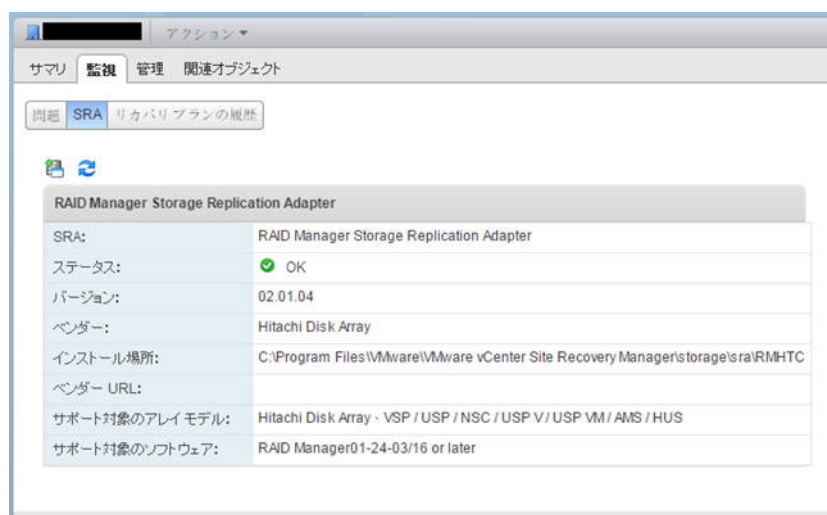 アクション
サマリ 監視 管理 関連オブジェクト
問題 SRA リカバリ プランの履歴
RAID Manager Storage Replication Adapter
SRA: RAID Manager Storage Replication Adapter
ステータス: OK
バージョン: 02.01.04
ベンダー: Hitachi Disk Array
インストール場所: C:\Program Files\VMware\VMware vCenter Site Recovery Manager\storage\sra\RMHTC
ベンダー URL:
サポート対象のアレイ モデル: Hitachi Disk Array - VSP / USP / NSC / USP V / USP VM / AMS / HUS
サポート対象のソフトウェア: RAID Manager01-24-03/16 or later